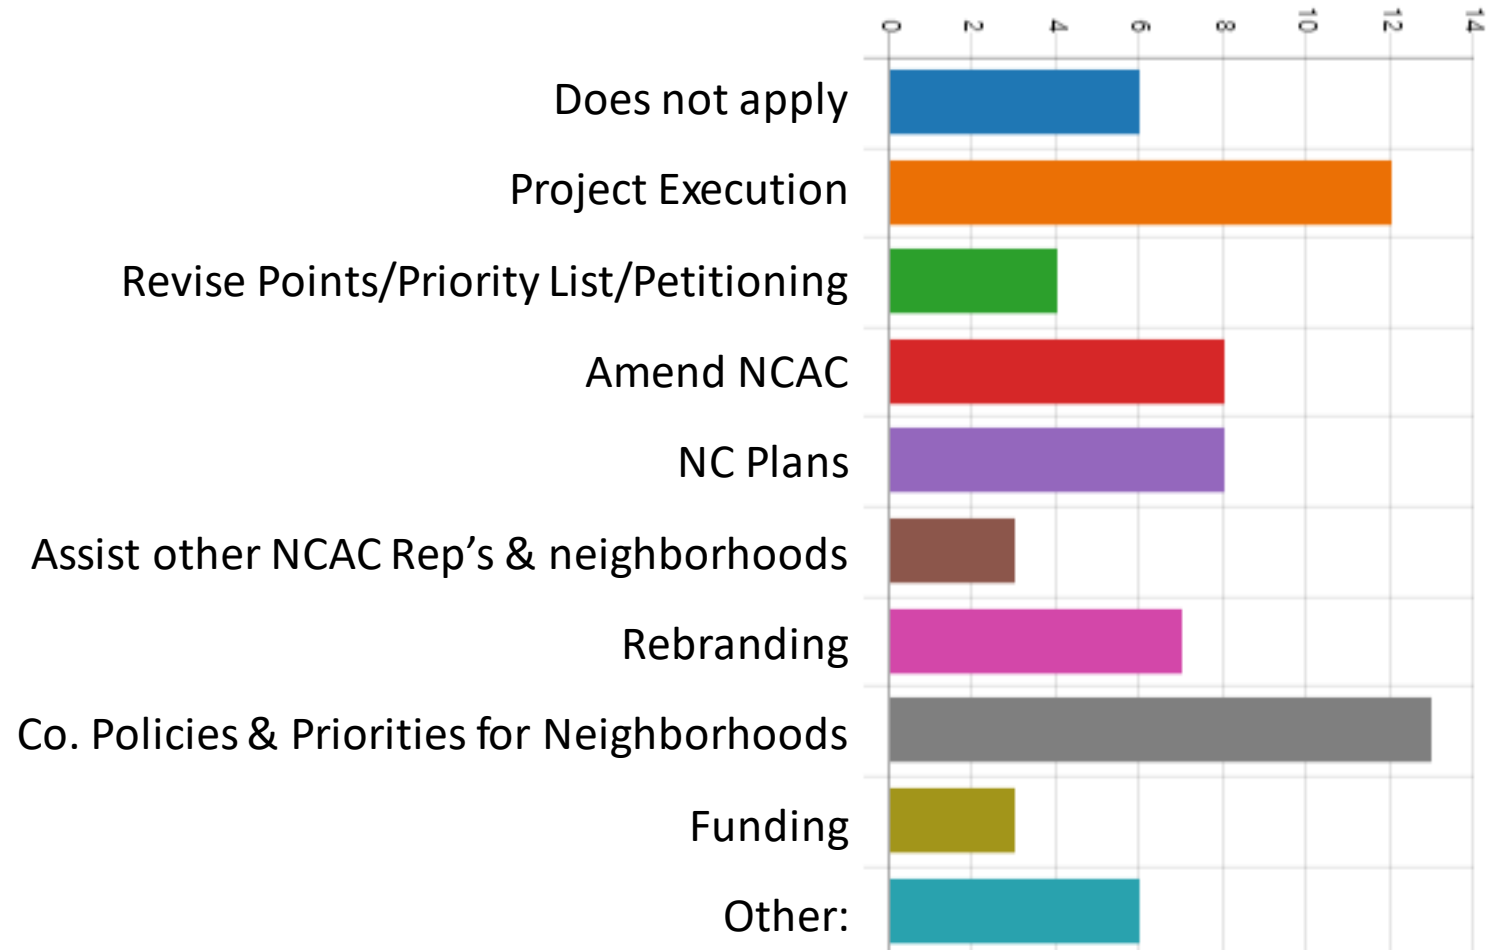 0 2 4 6 8 10 12 14
Does not apply
Project Execution
Revise Points/Priority List/Petitioning
Amend NCAC
NC Plans
Assist other NCAC Rep’s & neighborhoods
Rebranding
Co. Policies & Priorities for Neighborhoods
Funding
Other: